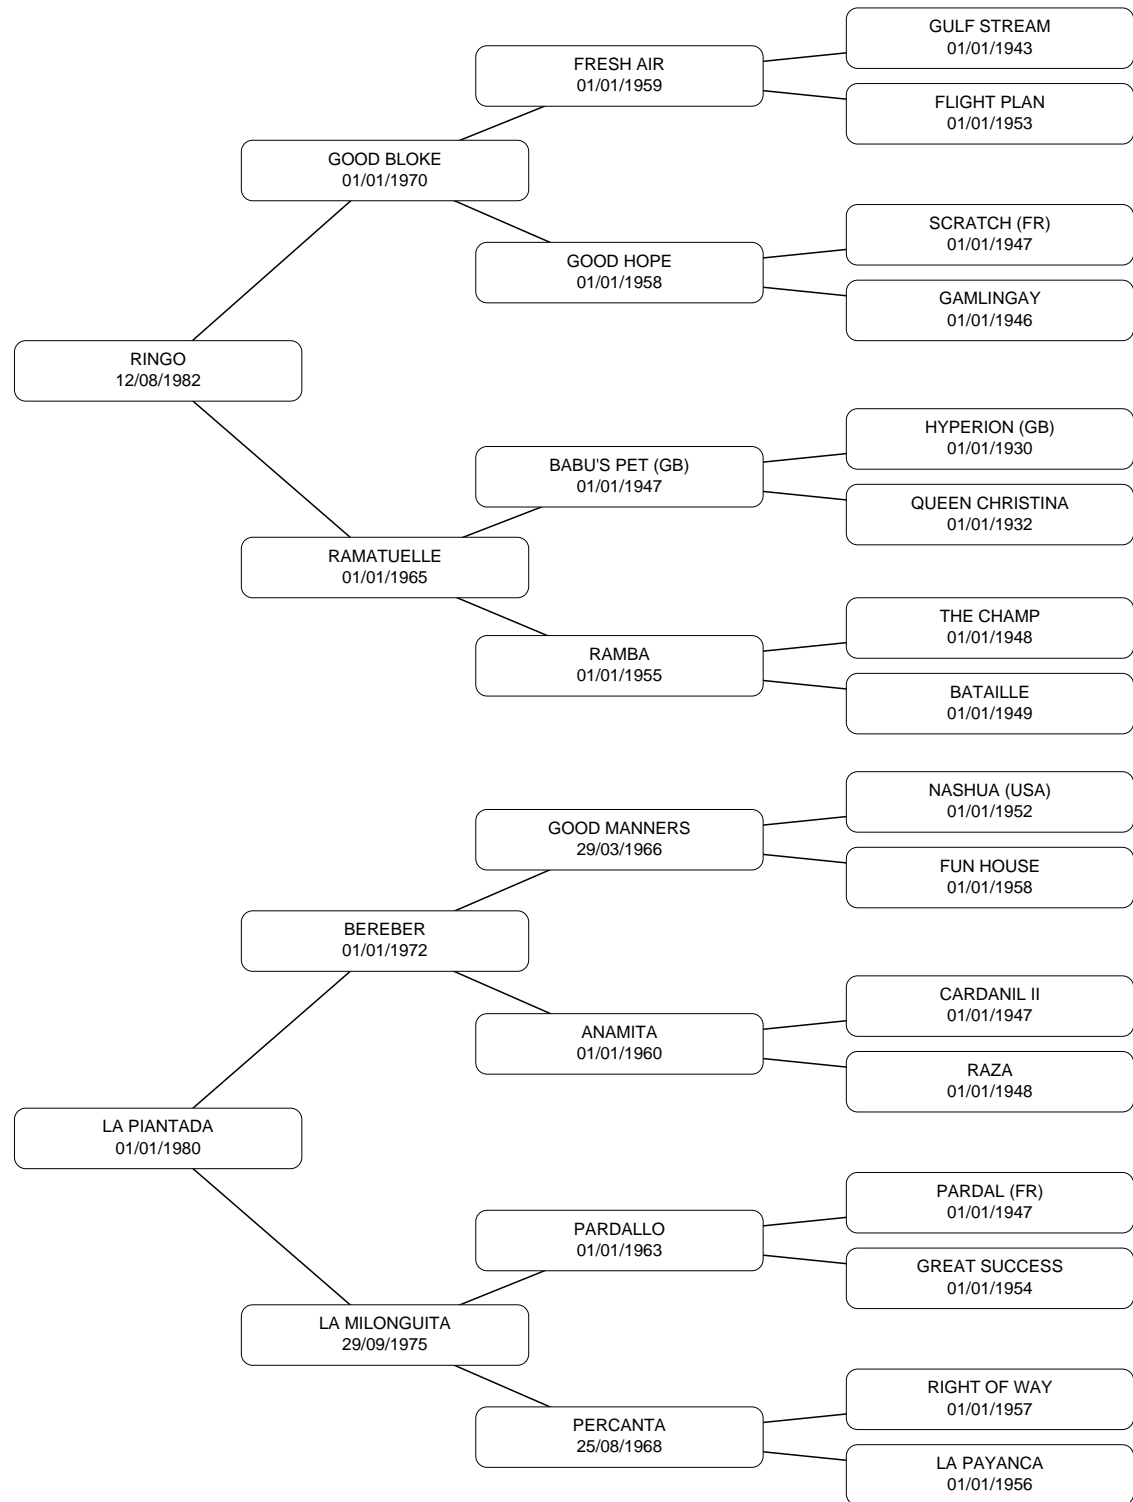 GULF STREAM
01/01/1943
FRESH AIR
01/01/1959
FLIGHT PLAN
01/01/1953
GOOD BLOKE
01/01/1970
SCRATCH (FR)
01/01/1947
GOOD HOPE
01/01/1958
GAMLINGAY
01/01/1946
RINGO
12/08/1982
HYPERION (GB)
01/01/1930
BABU'S PET (GB)
01/01/1947
QUEEN CHRISTINA
01/01/1932
RAMATUELLE
01/01/1965
THE CHAMP
01/01/1948
RAMBA
01/01/1955
BATAILLE
01/01/1949
NASHUA (USA)
01/01/1952
GOOD MANNERS
29/03/1966
FUN HOUSE
01/01/1958
BEREBER
01/01/1972
CARDANIL II
01/01/1947
ANAMITA
01/01/1960
RAZA
01/01/1948
LA PIANTADA
01/01/1980
PARDAL (FR)
01/01/1947
PARDALLO
01/01/1963
GREAT SUCCESS
01/01/1954
LA MILONGUITA
29/09/1975
RIGHT OF WAY
01/01/1957
PERCANTA
25/08/1968
LA PAYANCA
01/01/1956